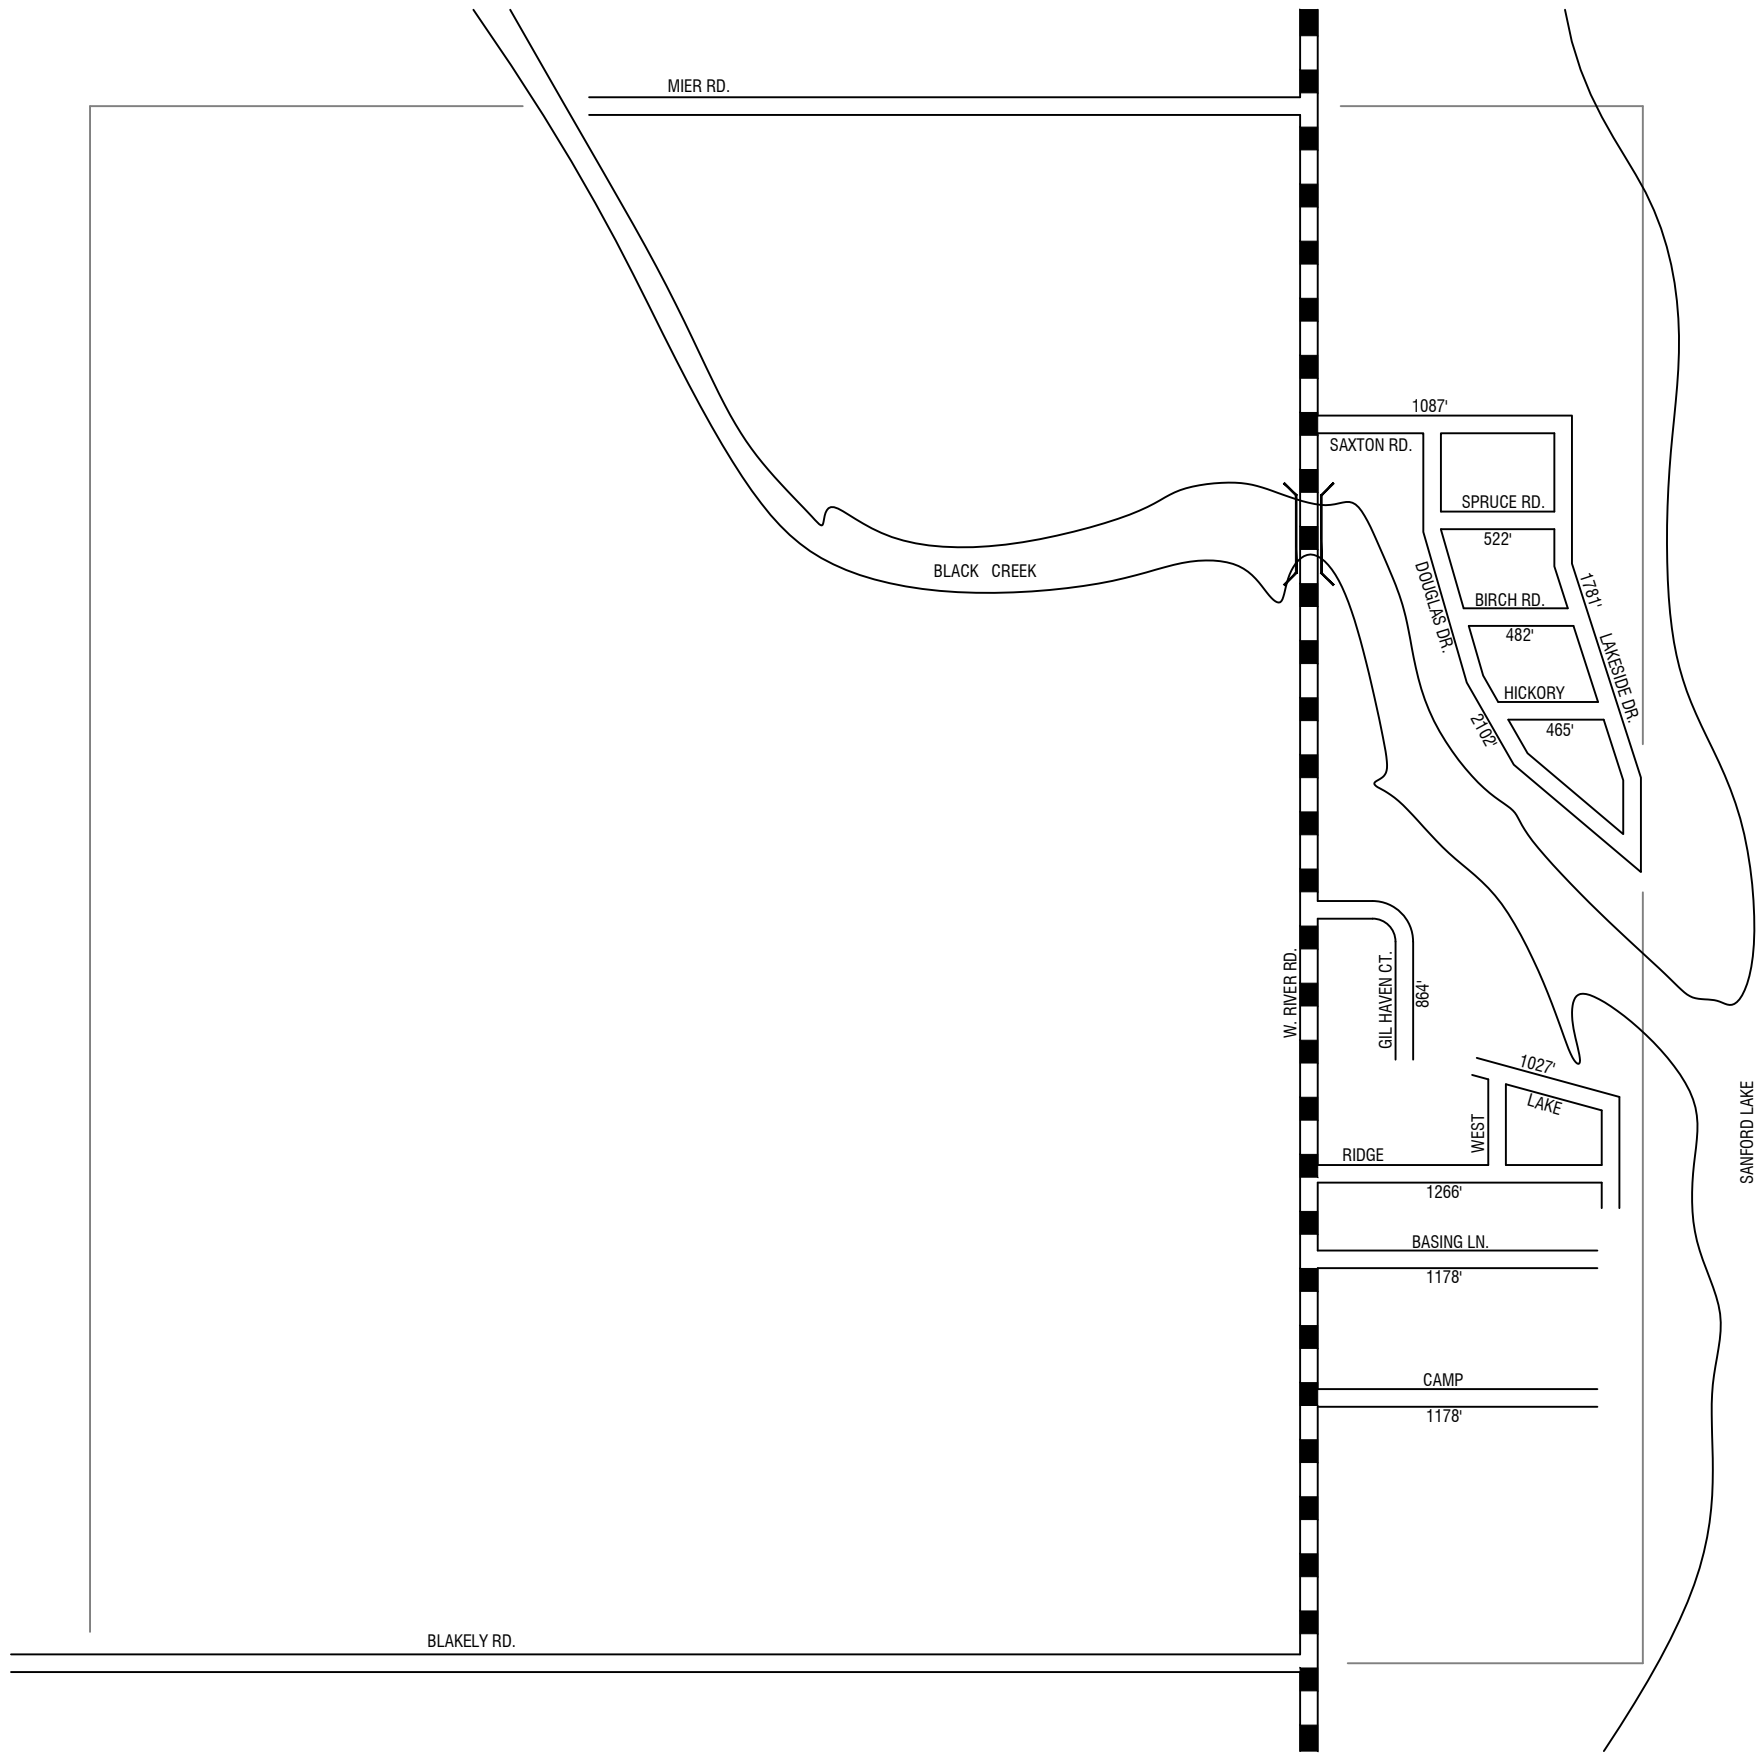 MIER RD.
1087'
SAXTON RD.
SPRUCE RD.
522'
BLACK CREEK
DOUGLAS DR.
1781'
BIRCH RD.
482'
LAKESIDE DR.
HICKORY
2102'
465'
W. RIVER RD.
GIL HAVEN CT.
864'
1027'
LAKE
WEST
SANFORD LAKE
RIDGE
1266'
BASING LN.
1178'
CAMP
1178'
BLAKELY RD.